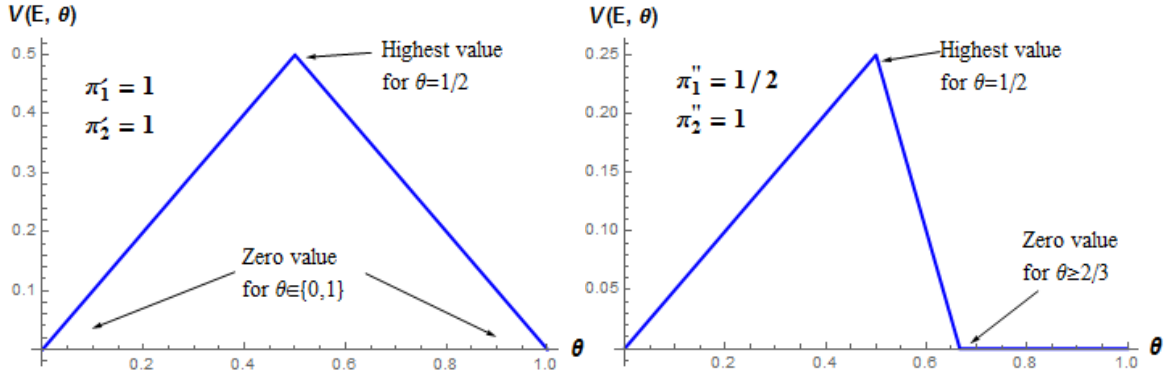 V(E, θ)
0.5
0.4
0.3
0.2
0.1
π′₁ = 1
π′₂ = 1
Highest value
for θ=1/2
Zero value
for θ∈{0,1}
0.2 0.4 0.6 0.8 1.0
θ
V(E, θ)
0.25
0.20
0.15
0.10
0.05
π″₁ = 1 / 2
π″₂ = 1
Highest value
for θ=1/2
Zero value
for θ≥2/3
0.2 0.4 0.6 0.8 1.0
θ